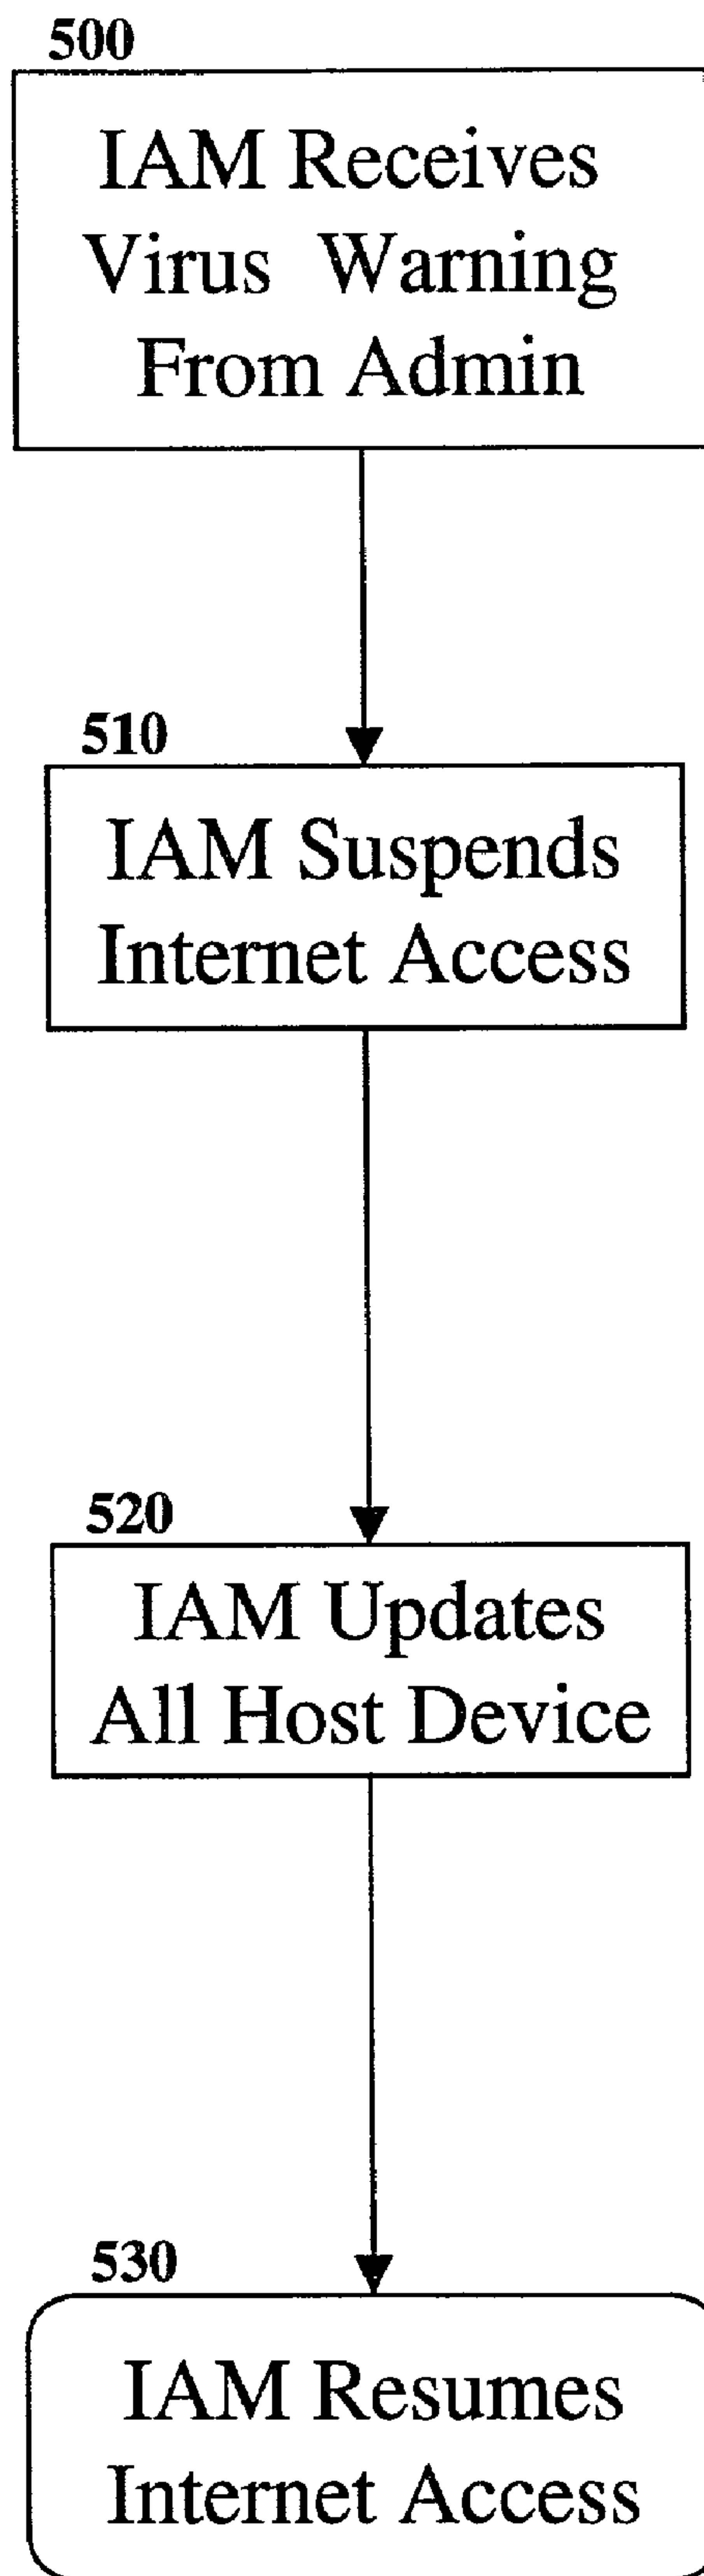 500
IAM Receives
Virus Warning
From Admin
510
IAM Suspends
Internet Access
520
IAM Updates
All Host Device
530
IAM Resumes
Internet Access